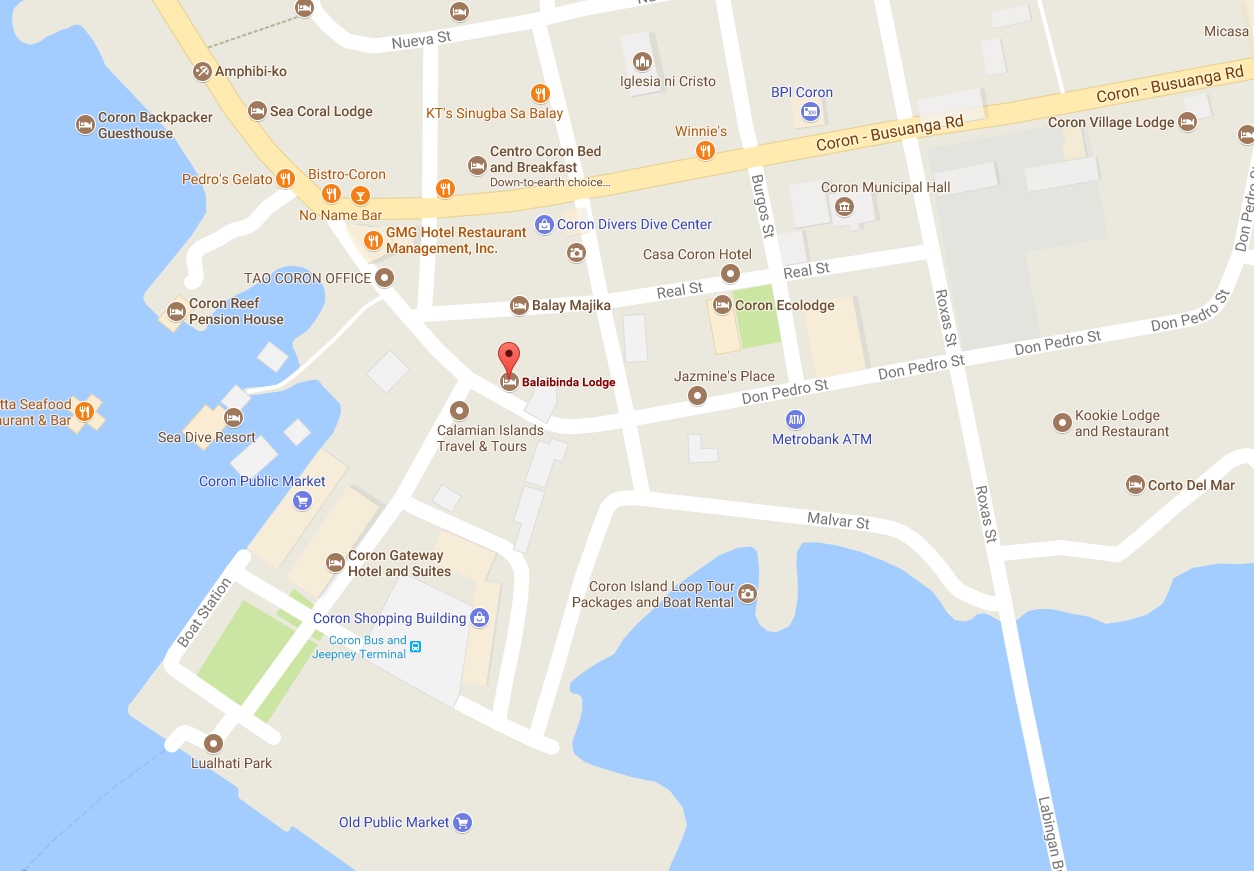 Nueva St
Micasa
Amphibi-ko
Iglesia ni Cristo
Coron - Busuanga Rd
BPI Coron
Sea Coral Lodge
KT's Sinugba Sa Balay
Coron Backpacker
Guesthouse
Coron - Busuanga Rd
Coron Village Lodge
Winnie's
Centro Coron Bed
and Breakfast
Down-to-earth choice...
Pedro's Gelato
Bistro-Coron
No Name Bar
Burgos St
Coron Municipal Hall
Don Pedro
GMG Hotel Restaurant
Management, Inc.
Coron Divers Dive Center
Casa Coron Hotel
TAO CORON OFFICE
Real St
Real St
Coron Reef
Pension House
Balay Majika
Coron Ecolodge
Roxas St
Don Pedro St
Don Pedro St
Don Pedro St
Don Pedro St
Balaibinda Lodge
Jazmine's Place
tta Seafood
urant & Bar
Sea Dive Resort
Calamian Islands
Travel & Tours
Metrobank ATM
ATM
Kookie Lodge
and Restaurant
Coron Public Market
Corto Del Mar
Malvar St
Roxas St
Coron Gateway
Hotel and Suites
Coron Island Loop Tour
Packages and Boat Rental
Boat Station
Coron Shopping Building
Coron Bus and
Jeepney Terminal
Lualhati Park
Old Public Market
Labingan B